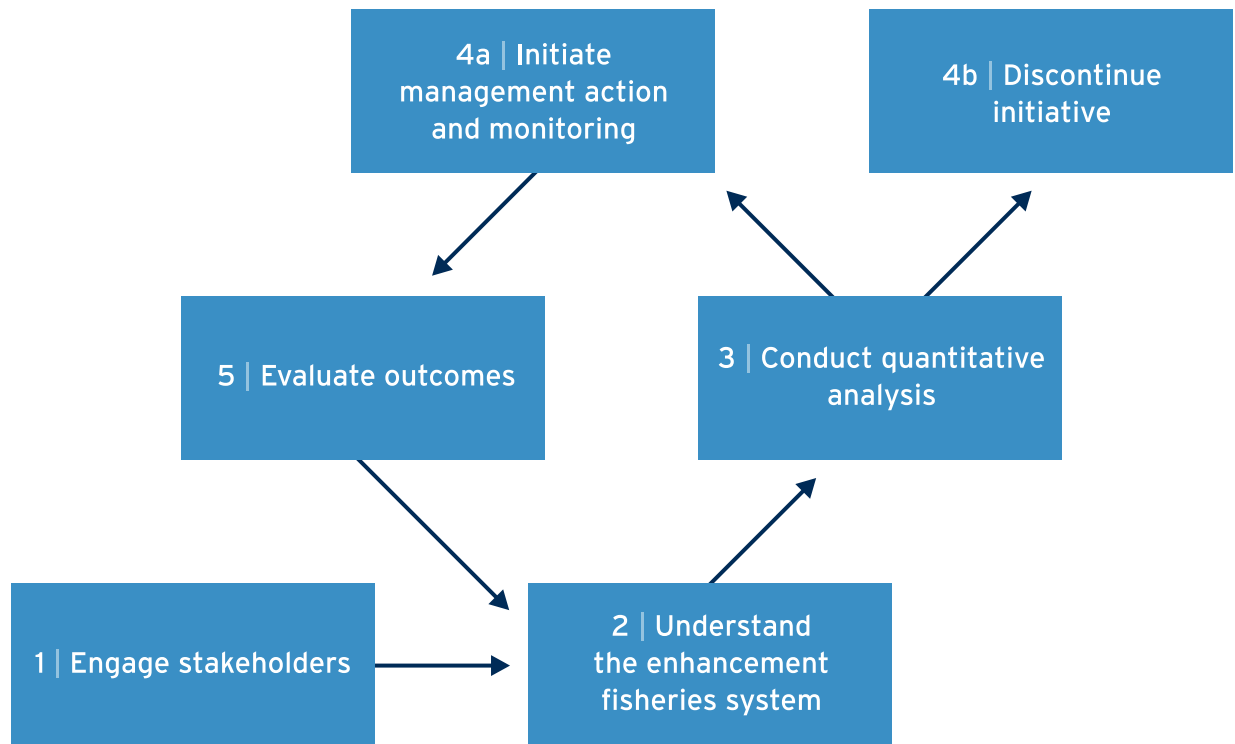 4a | Initiate
management action
and monitoring
4b | Discontinue
initiative
5 | Evaluate outcomes
3 | Conduct quantitative
analysis
1 | Engage stakeholders
2 | Understand
the enhancement
fisheries system